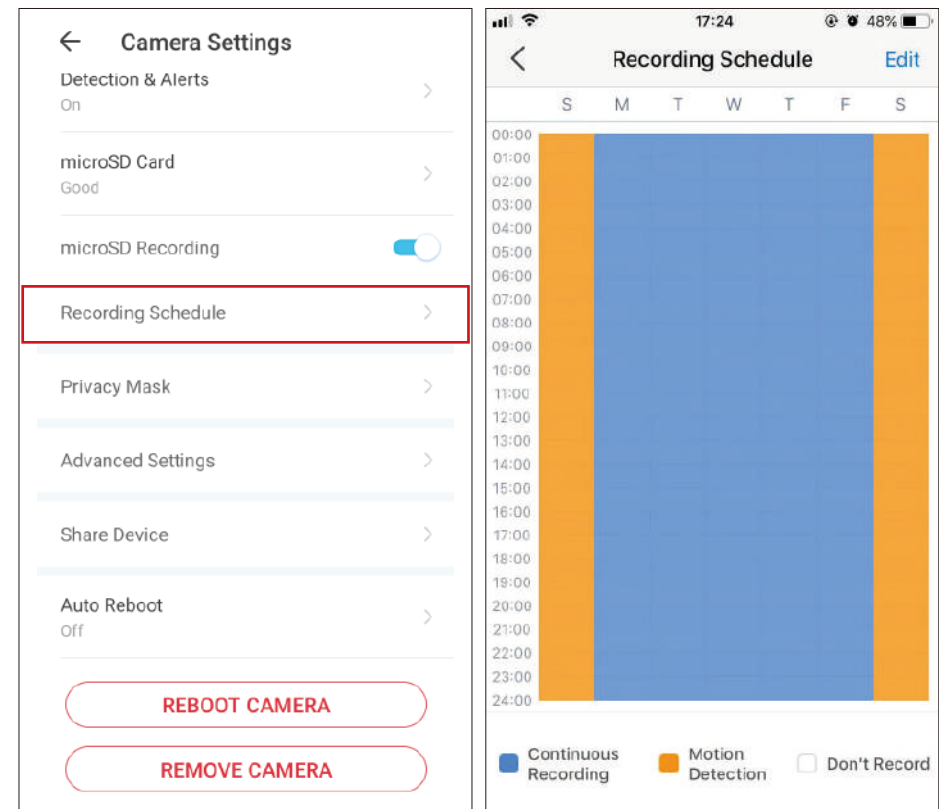 Camera Settings
Detection & Alerts
On
microSD Card
Good
microSD Recording
Recording Schedule
Privacy Mask
Advanced Settings
Share Device
Auto Reboot
Off
REBOOT CAMERA
REMOVE CAMERA
17:24
48%
Recording Schedule
Edit
S M T W T F S
00:00
01:00
02:00
03:00
04:00
05:00
06:00
07:00
08:00
09:00
10:00
11:00
12:00
13:00
14:00
15:00
16:00
17:00
18:00
19:00
20:00
21:00
22:00
23:00
24:00
Continuous
Recording
Motion
Detection
Don't Record